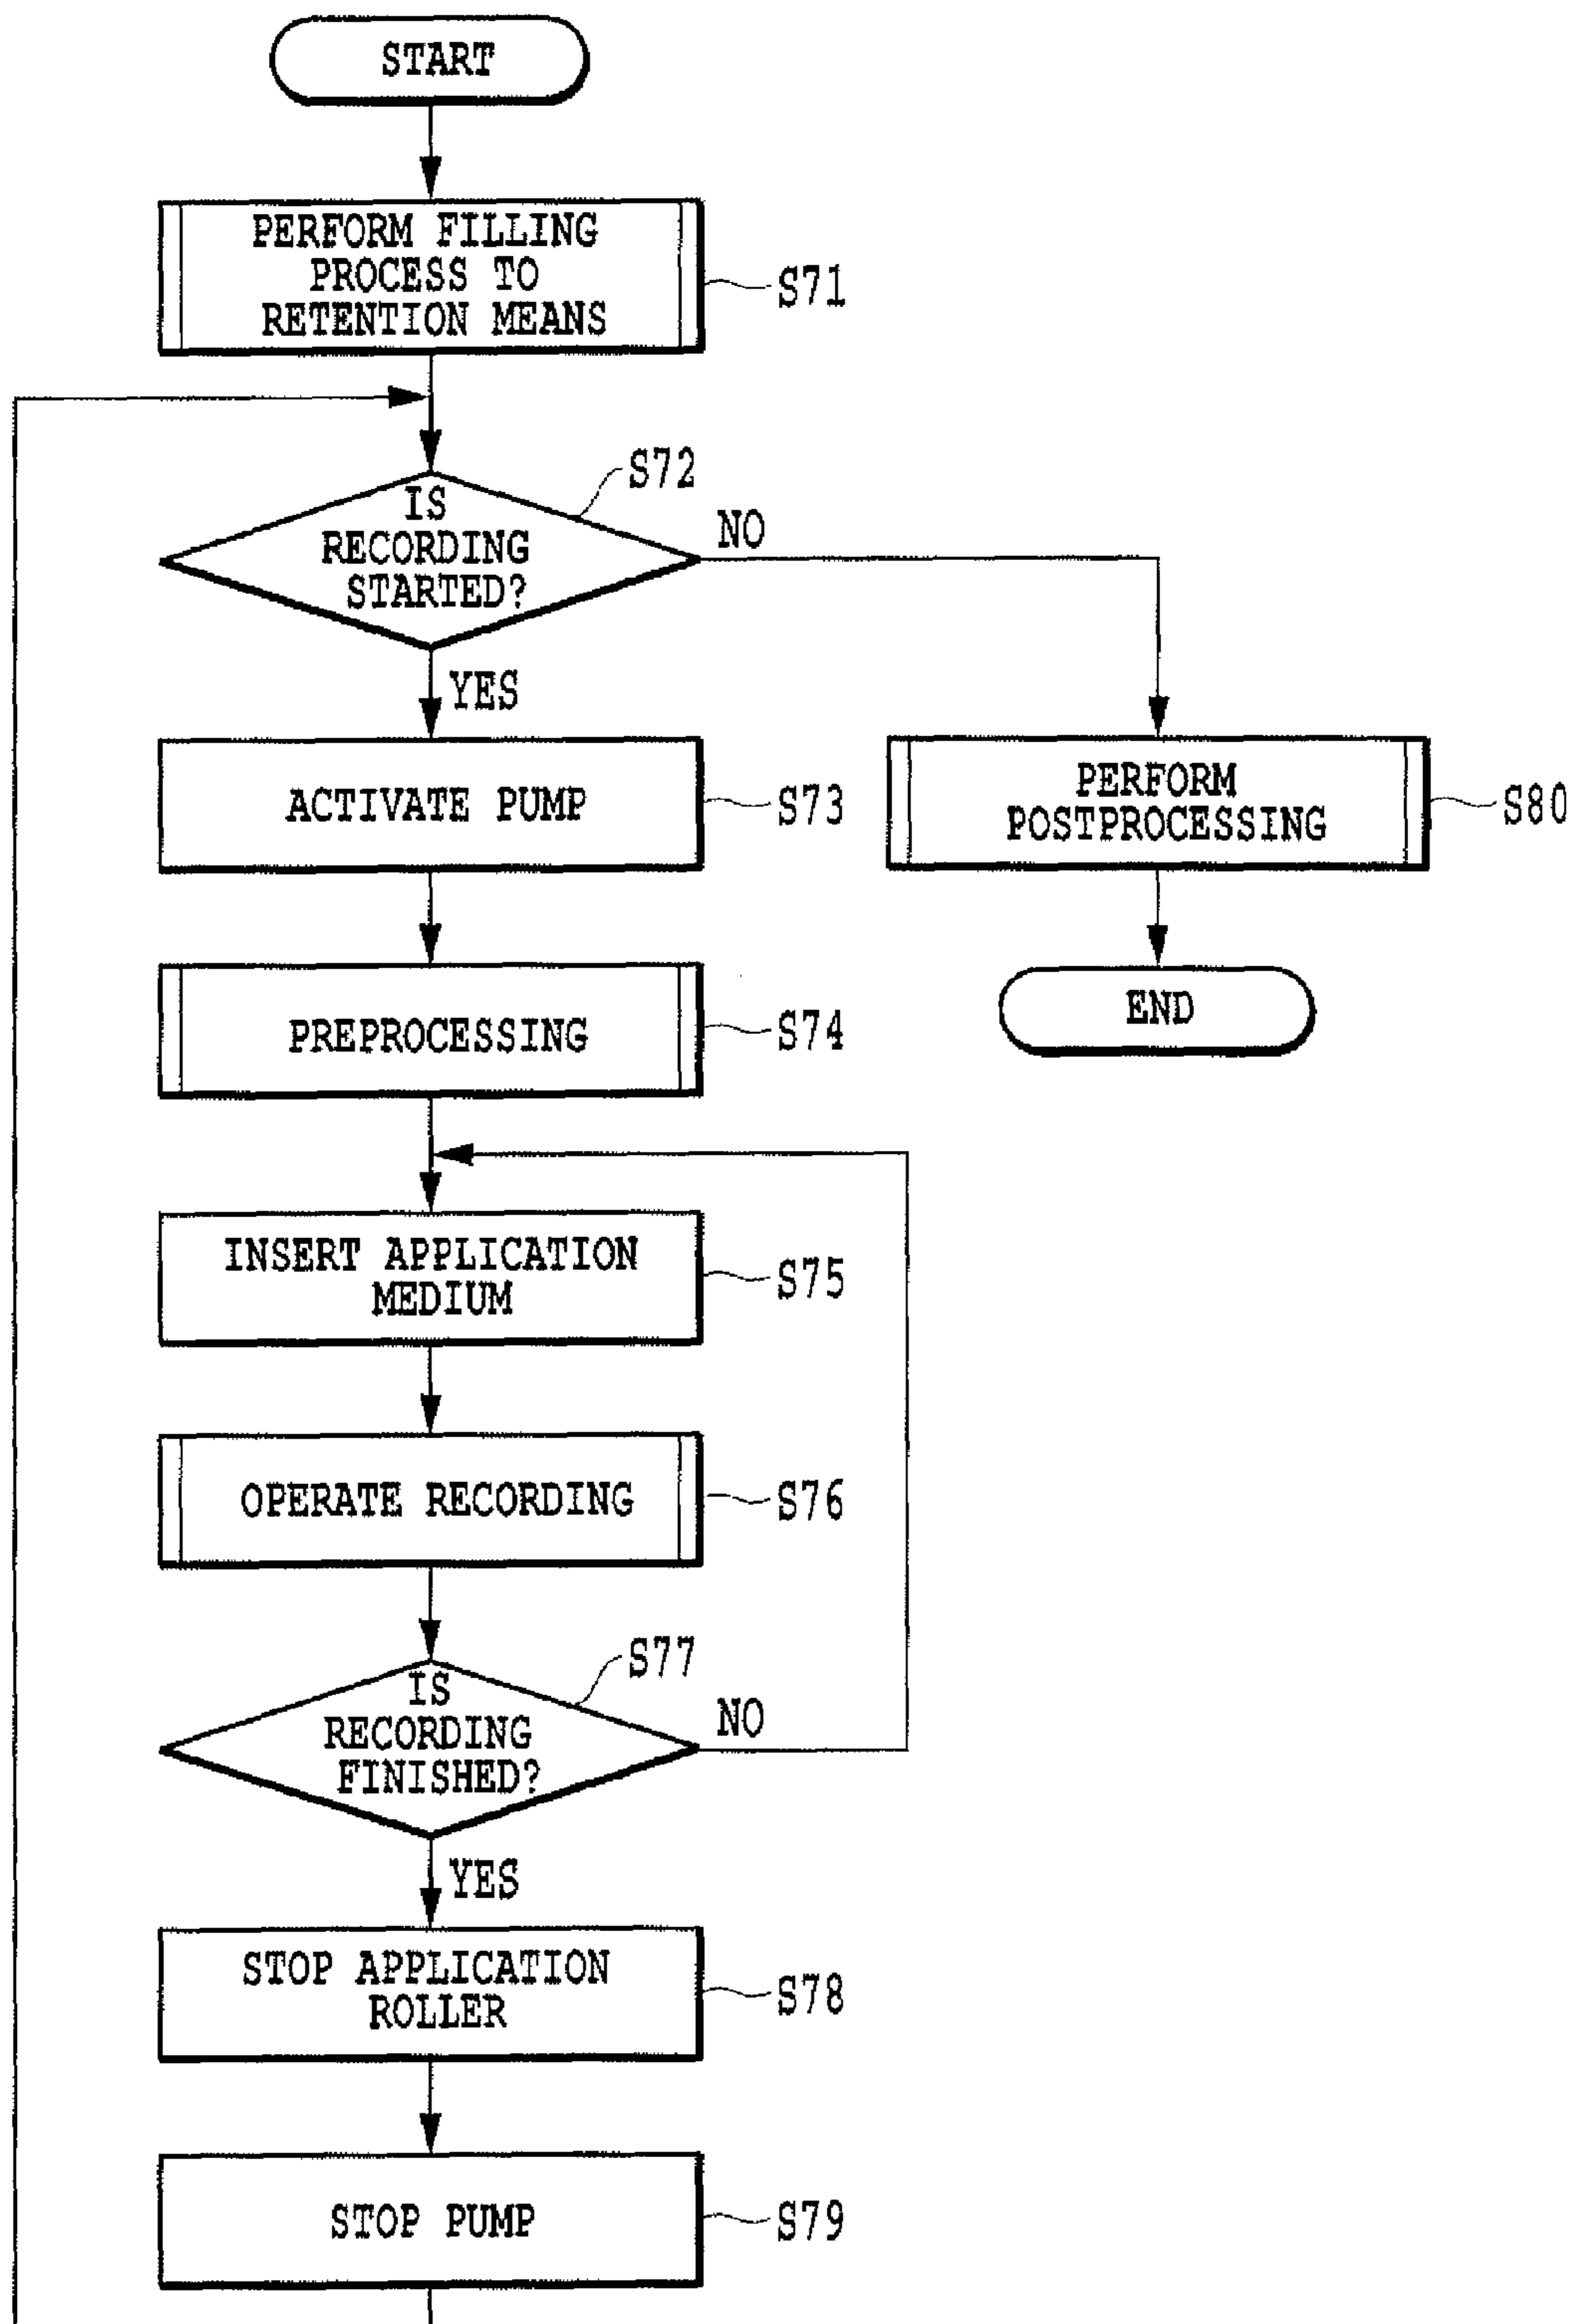 START
PERFORM FILLING
PROCESS TO
RETENTION MEANS
S71
S72
IS
RECORDING
STARTED?
NO
YES
ACTIVATE PUMP
S73
PERFORM
POSTPROCESSING
S80
PREPROCESSING
S74
END
INSERT APPLICATION
MEDIUM
S75
OPERATE RECORDING
S76
S77
IS
RECORDING
FINISHED?
NO
YES
STOP APPLICATION
ROLLER
S78
STOP PUMP
S79